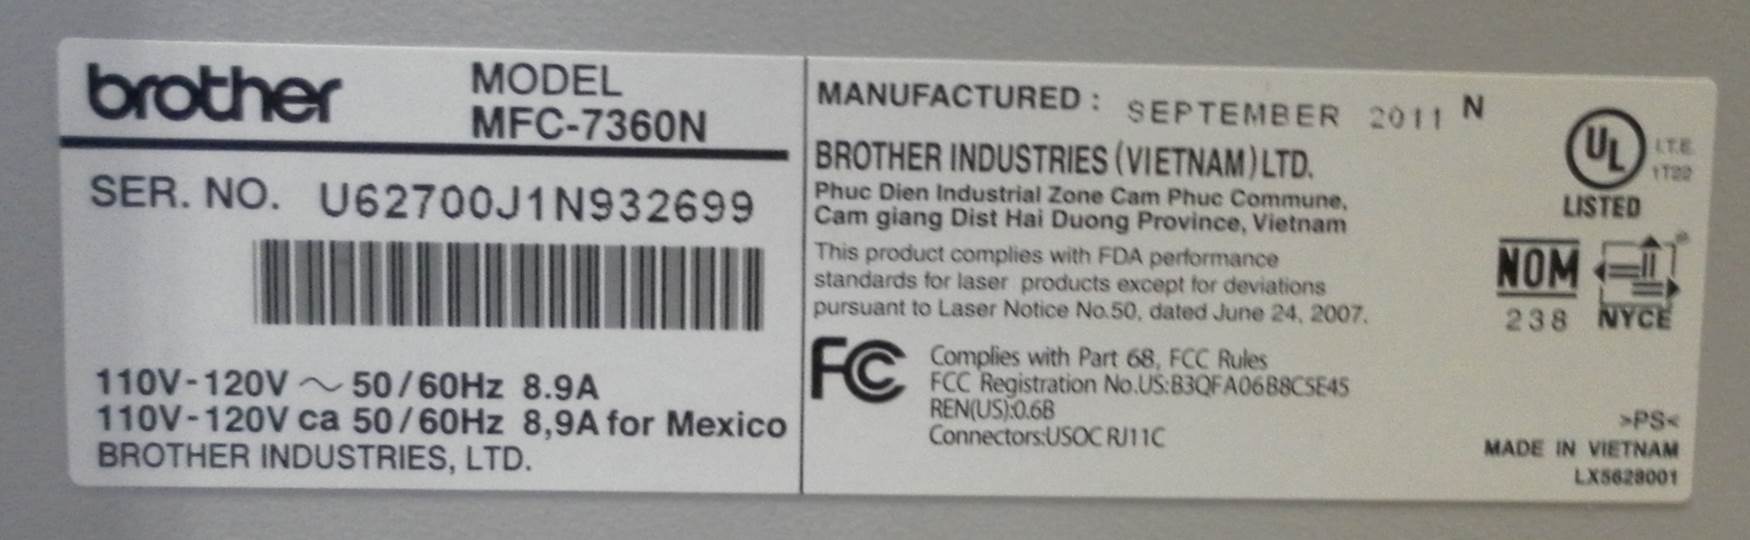 brother
MODEL
MFC-7360N
SER. NO. U62700J1N932699
110V-120V ~ 50/60Hz 8.9A
110V-120V ca 50/60Hz 8,9A for Mexico
BROTHER INDUSTRIES, LTD.
MANUFACTURED : SEPTEMBER 2011 N
BROTHER INDUSTRIES (VIETNAM) LTD.
Phuc Dien Industrial Zone Cam Phuc Commune,
Cam giang Dist Hai Duong Province, Vietnam
This product complies with FDA performance
standards for laser products except for deviations
pursuant to Laser Notice No.50, dated June 24, 2007.
FC
Complies with Part 68, FCC Rules
FCC Registration No.US:B3QFA06B8CSE45
REN(US):0.6B
Connectors:USOC RJ11C
UL
I.T.E.
LISTED
NOM
238
NYCE
>PS<
MADE IN VIETNAM
LX5628001